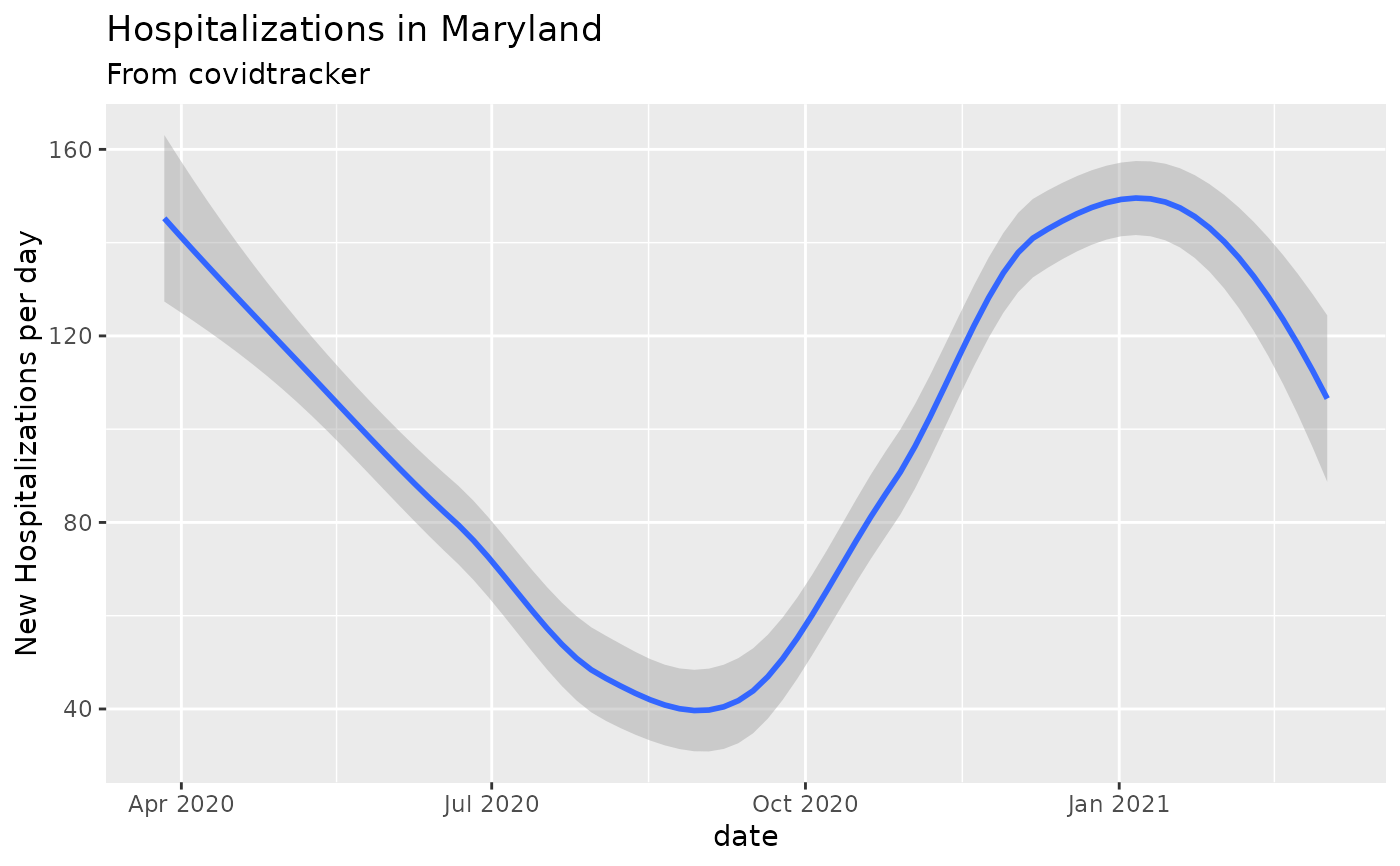 Hospitalizations in Maryland
From covidtracker
New Hospitalizations per day
160
120
80
40
Apr 2020
Jul 2020
Oct 2020
Jan 2021
date